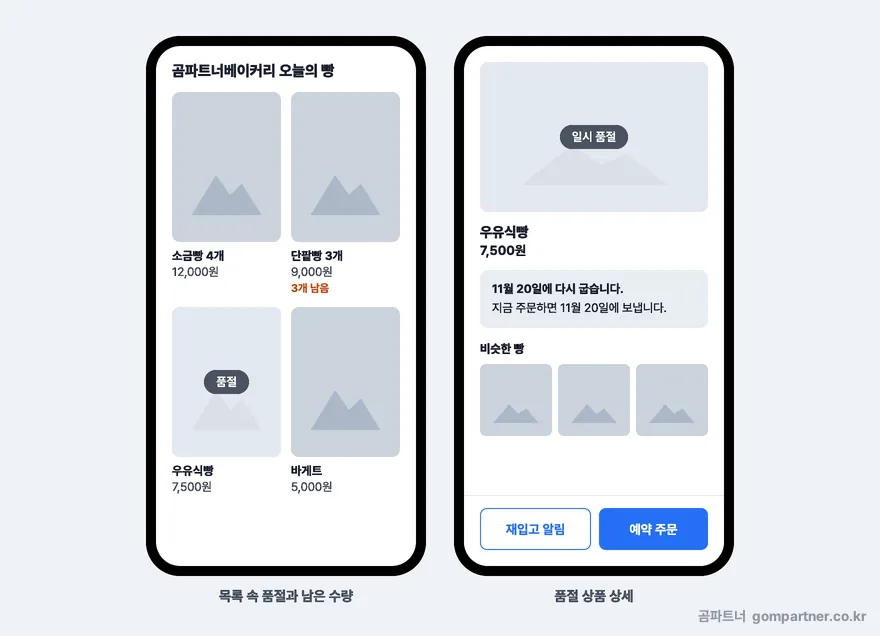 곰파트너베이커리 오늘의 빵
소금빵 4개
12,000원
단팥빵 3개
9,000원
3개 남음
품절
우유식빵
7,500원
바게트
5,000원
목록 속 품절과 남은 수량
일시 품절
우유식빵
7,500원
11월 20일에 다시 굽습니다.
지금 주문하면 11월 20일에 보냅니다.
비슷한 빵
재입고 알림
예약 주문
품절 상품 상세
곰파트너 gompartner.co.kr